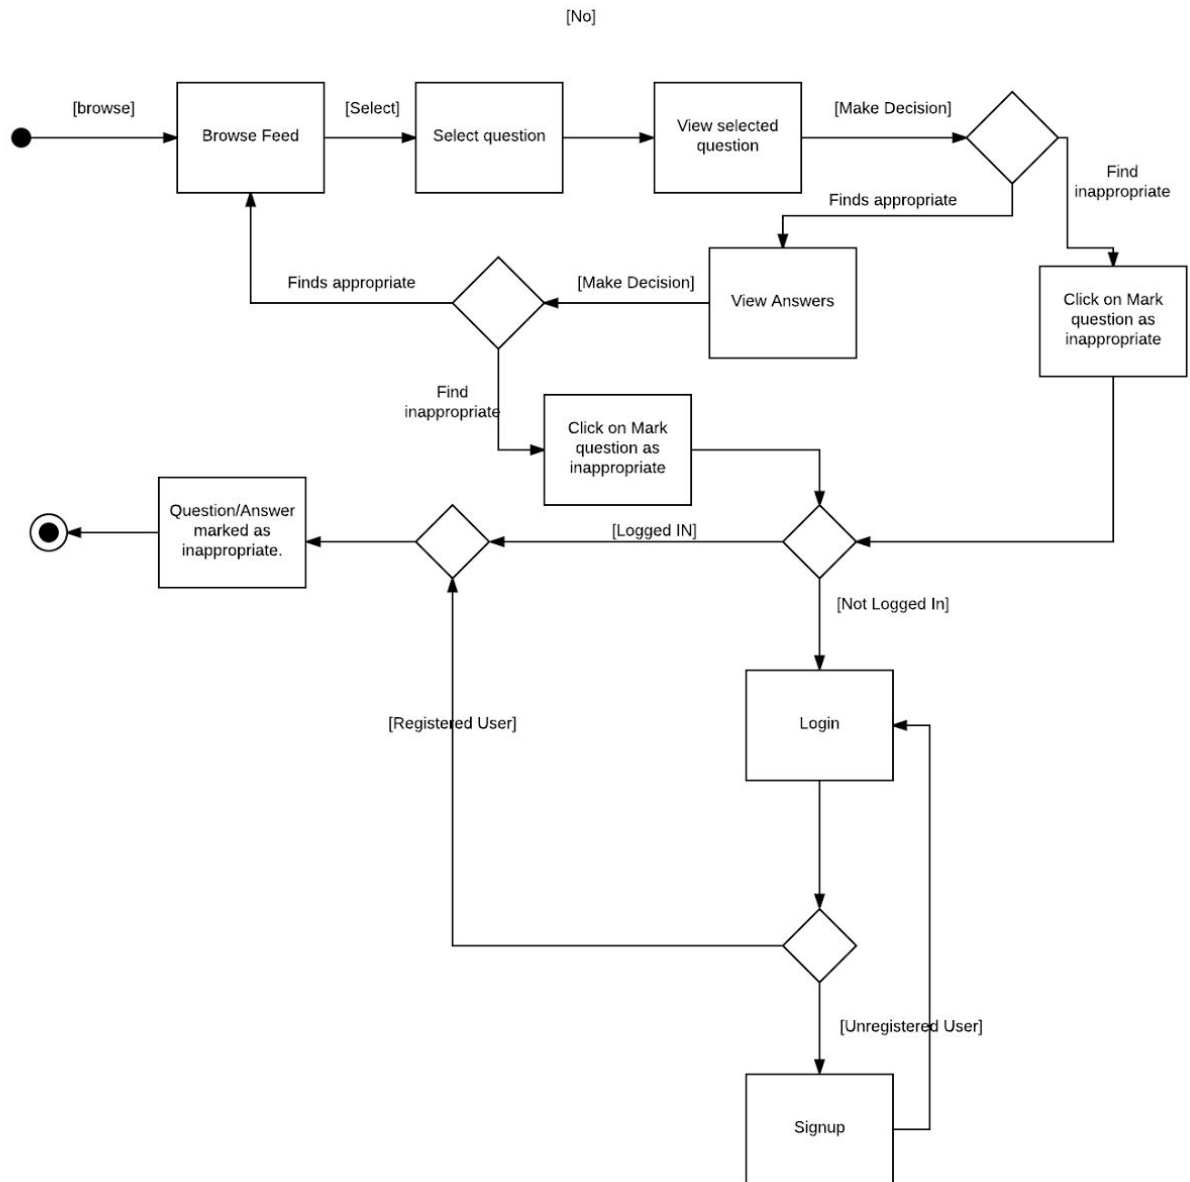 [No]
[browse]
[Select]
[Make Decision]
Browse Feed
Select question
View selected
question
Find
inappropriate
Finds appropriate
Finds appropriate
[Make Decision]
View Answers
Click on Mark
question as
inappropriate
Find
inappropriate
Click on Mark
question as
inappropriate
Question/Answer
marked as
inappropriate.
[Logged IN]
[Not Logged In]
[Registered User]
Login
[Unregistered User]
Signup